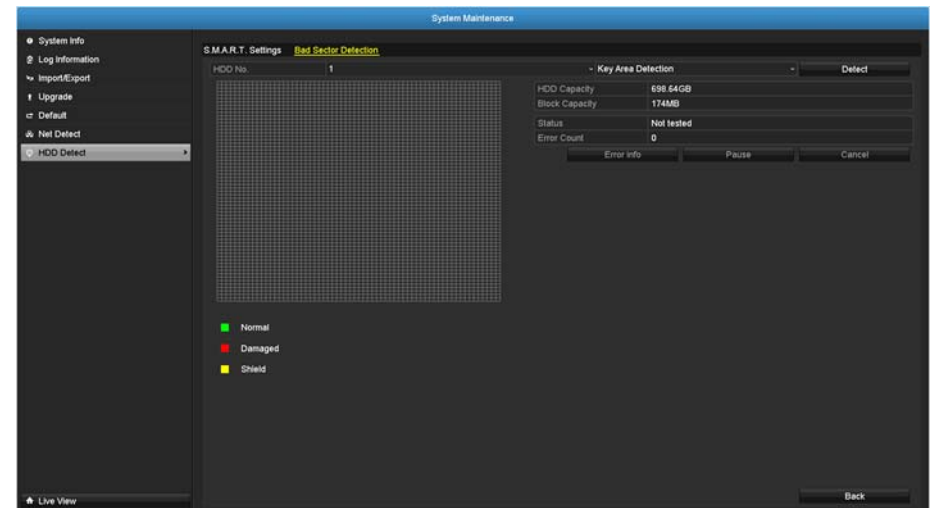 System Maintenance
System Info
Log Information
Import/Export
Upgrade
Default
Net Detect
HDD Detect
Live View
S.M.A.R.T. Settings Bad Sector Detection
HDD No. 1 Key Area Detection Detect
HDD Capacity 698.64GB
Block Capacity 174MB
Status Not tested
Error Count 0
Error info Pause Cancel
Normal
Damaged
Shield
Back